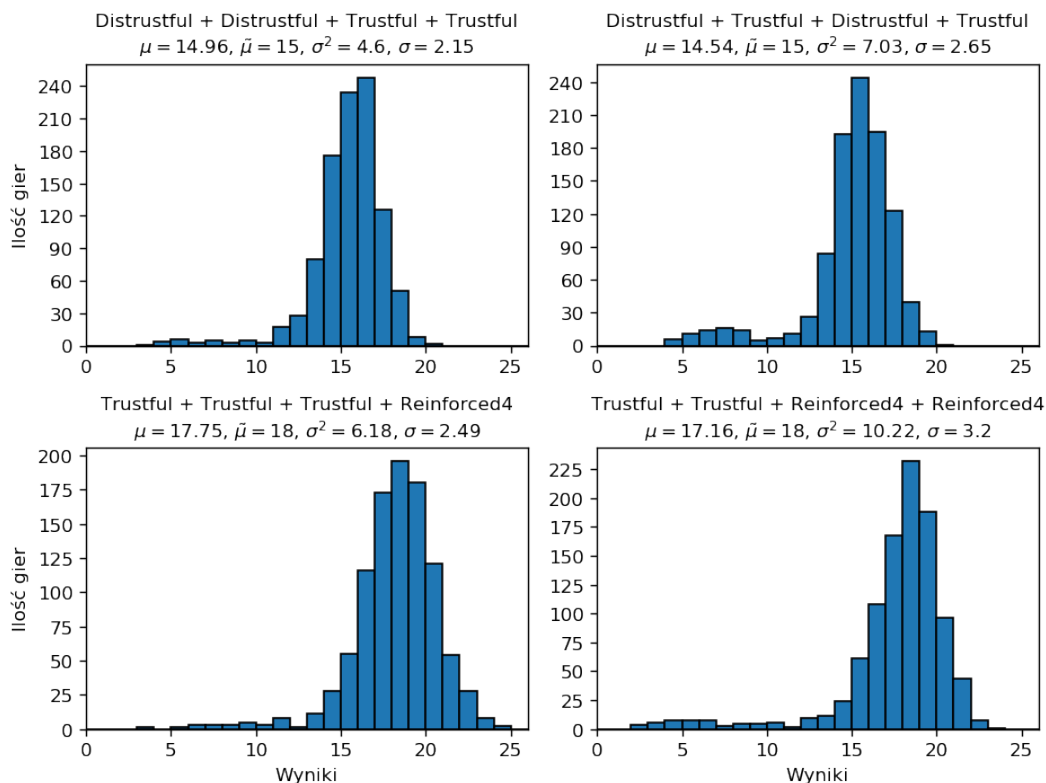 Distrustful + Distrustful + Trustful + Trustful
μ = 14.96, μ̃ = 15, σ² = 4.6, σ = 2.15
240
210
180
150
120
90
60
30
0
Ilość gier
0 5 10 15 20 25
Distrustful + Trustful + Distrustful + Trustful
μ = 14.54, μ̃ = 15, σ² = 7.03, σ = 2.65
240
210
180
150
120
90
60
30
0
0 5 10 15 20 25
Trustful + Trustful + Trustful + Reinforced4
μ = 17.75, μ̃ = 18, σ² = 6.18, σ = 2.49
200
175
150
125
100
75
50
25
0
Ilość gier
0 5 10 15 20 25
Wyniki
Trustful + Trustful + Reinforced4 + Reinforced4
μ = 17.16, μ̃ = 18, σ² = 10.22, σ = 3.2
225
200
175
150
125
100
75
50
25
0
0 5 10 15 20 25
Wyniki